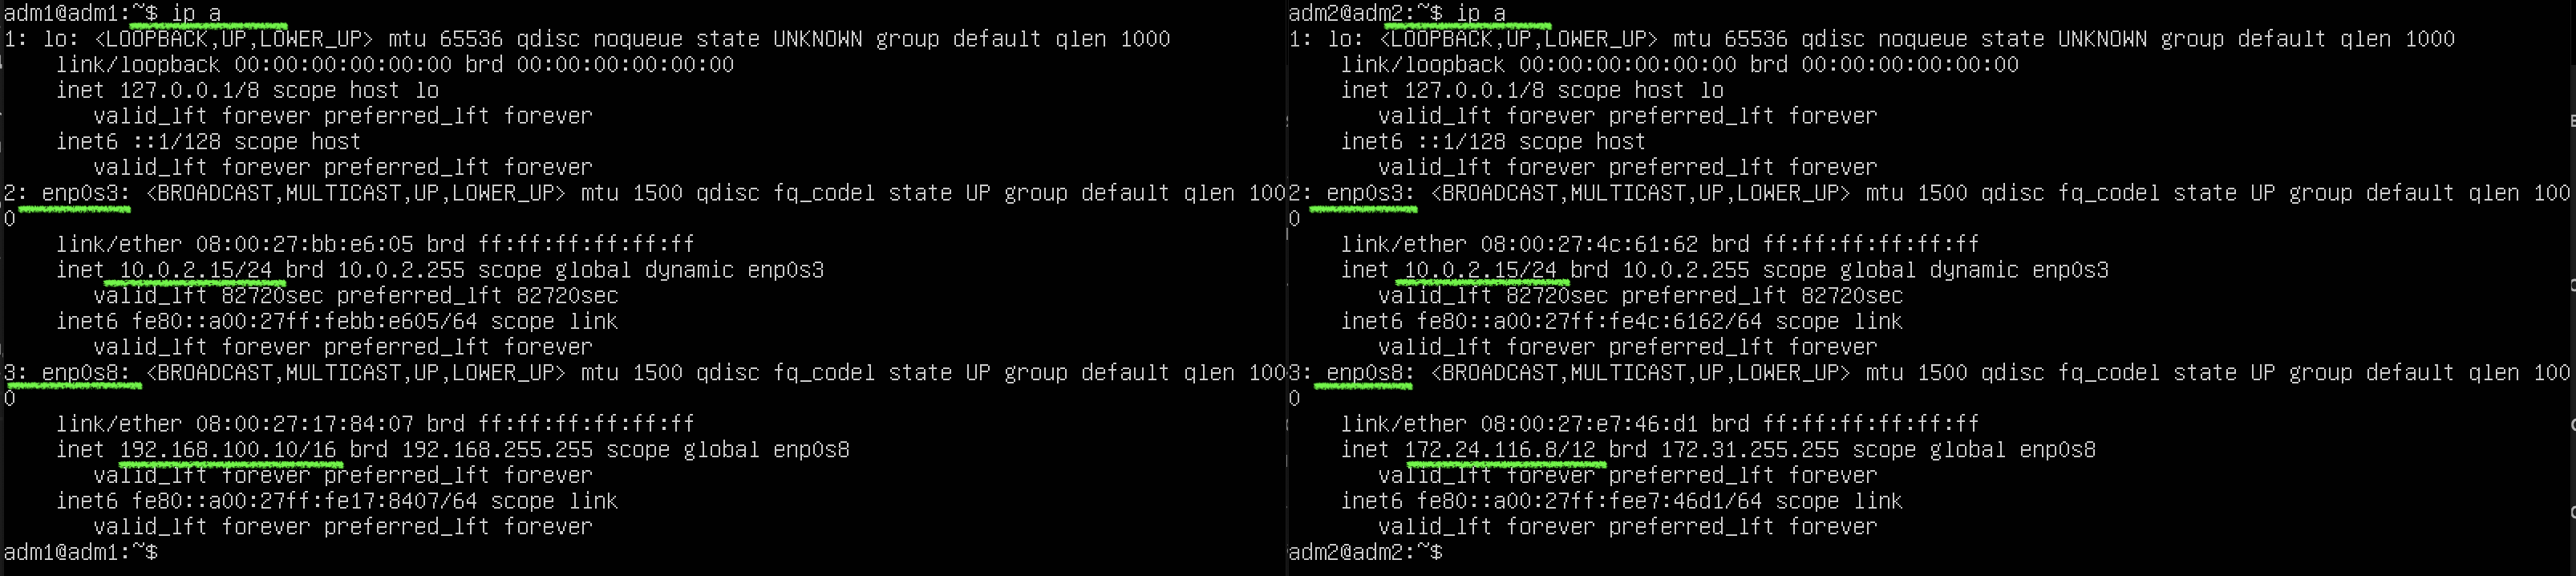 adm1@adm1:~$ ip a
1: lo: <LOOPBACK,UP,LOWER_UP> mtu 65536 qdisc noqueue state UNKNOWN group default qlen 1000
link/loopback 00:00:00:00:00:00 brd 00:00:00:00:00:00
inet 127.0.0.1/8 scope host lo
valid_lft forever preferred_lft forever
inet6 ::1/128 scope host
valid_lft forever preferred_lft forever
2: enp0s3: <BROADCAST,MULTICAST,UP,LOWER_UP> mtu 1500 qdisc fq_codel state UP group default qlen 100
0
link/ether 08:00:27:bb:e6:05 brd ff:ff:ff:ff:ff:ff
inet 10.0.2.15/24 brd 10.0.2.255 scope global dynamic enp0s3
valid_lft 82720sec preferred_lft 82720sec
inet6 fe80::a00:27ff:febb:e605/64 scope link
valid_lft forever preferred_lft forever
3: enp0s8: <BROADCAST,MULTICAST,UP,LOWER_UP> mtu 1500 qdisc fq_codel state UP group default qlen 100
0
link/ether 08:00:27:17:84:07 brd ff:ff:ff:ff:ff:ff
inet 192.168.100.10/16 brd 192.168.255.255 scope global enp0s8
valid_lft forever preferred_lft forever
inet6 fe80::a00:27ff:fe17:8407/64 scope link
valid_lft forever preferred_lft forever
adm1@adm1:~$
adm2@adm2:~$ ip a
1: lo: <LOOPBACK,UP,LOWER_UP> mtu 65536 qdisc noqueue state UNKNOWN group default qlen 1000
link/loopback 00:00:00:00:00:00 brd 00:00:00:00:00:00
inet 127.0.0.1/8 scope host lo
valid_lft forever preferred_lft forever
inet6 ::1/128 scope host
valid_lft forever preferred_lft forever
2: enp0s3: <BROADCAST,MULTICAST,UP,LOWER_UP> mtu 1500 qdisc fq_codel state UP group default qlen 100
0
link/ether 08:00:27:4c:61:62 brd ff:ff:ff:ff:ff:ff
inet 10.0.2.15/24 brd 10.0.2.255 scope global dynamic enp0s3
valid_lft 82720sec preferred_lft 82720sec
inet6 fe80::a00:27ff:fe4c:6162/64 scope link
valid_lft forever preferred_lft forever
3: enp0s8: <BROADCAST,MULTICAST,UP,LOWER_UP> mtu 1500 qdisc fq_codel state UP group default qlen 100
0
link/ether 08:00:27:e7:46:d1 brd ff:ff:ff:ff:ff:ff
inet 172.24.116.8/12 brd 172.31.255.255 scope global enp0s8
valid_lft forever preferred_lft forever
inet6 fe80::a00:27ff:fee7:46d1/64 scope link
valid_lft forever preferred_lft forever
adm2@adm2:~$